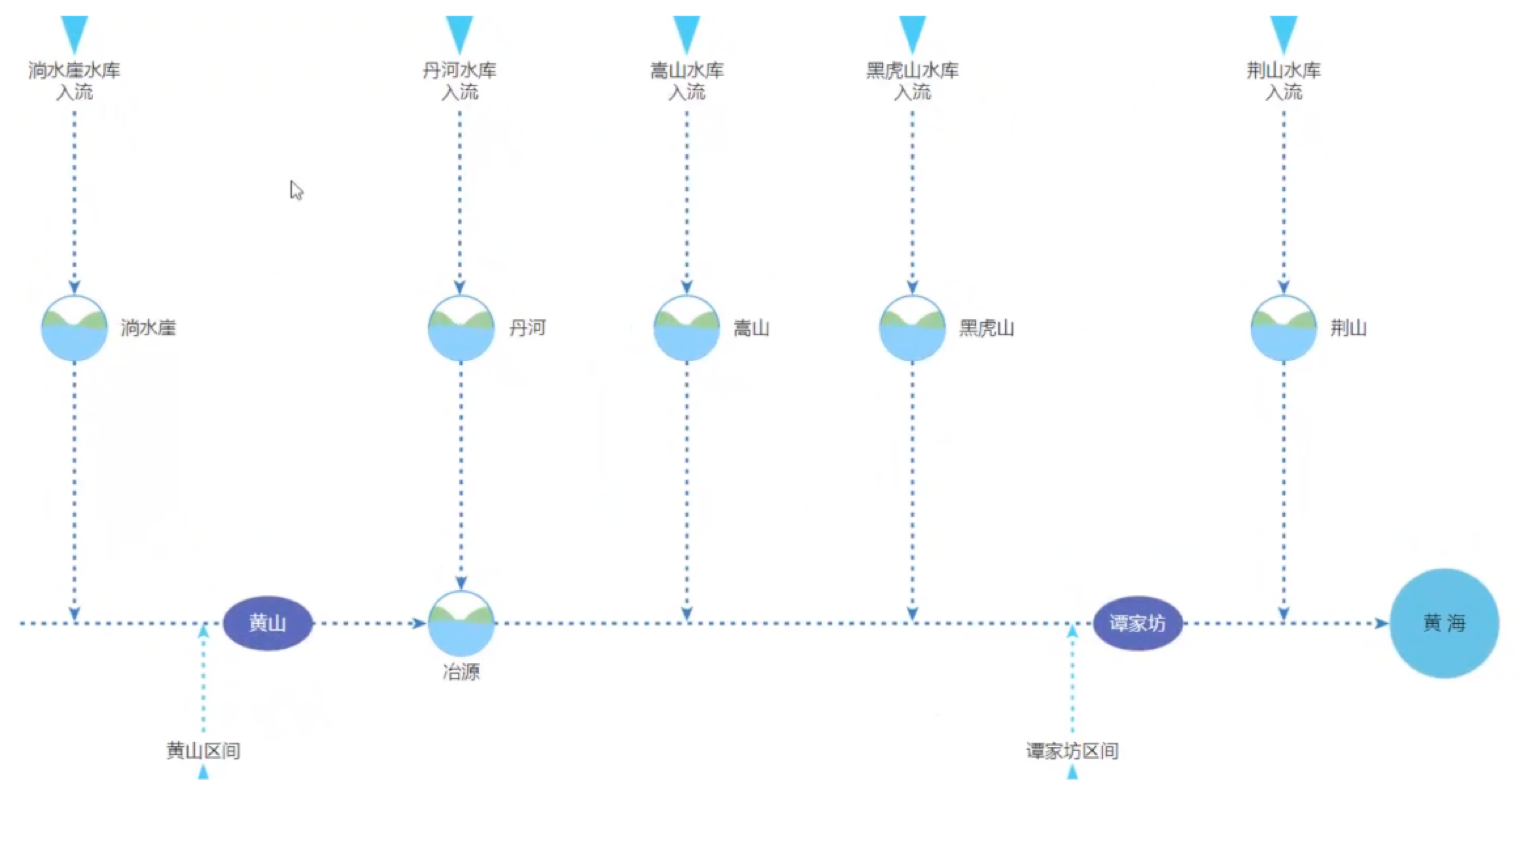 淌水崖水库
入流
丹河水库
入流
嵩山水库
入流
黑虎山水库
入流
荆山水库
入流
淌水崖
丹河
嵩山
黑虎山
荆山
黄山
冶源
谭家坊
黄海
黄山区间
谭家坊区间